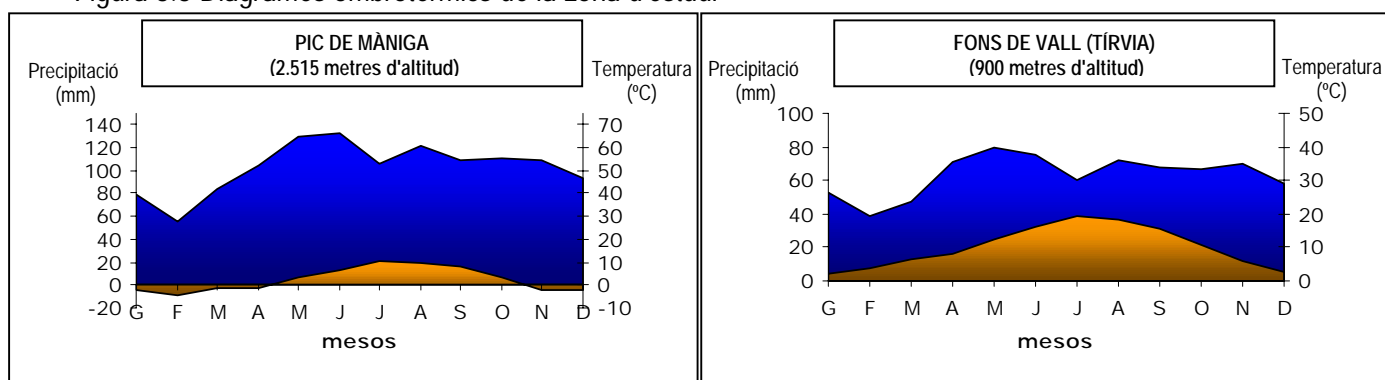 Figura 3.3 Diagrames ombrotèrmics de la zona d'estudi
PIC DE MÀNIGA
(2.515 metres d'altitud)
Precipitació
(mm)
Temperatura
(ºC)
140
120
100
80
60
40
20
0
-20
70
60
50
40
30
20
10
0
-10
G F M A M J J A S O N D
mesos
FONS DE VALL (TÍRVIA)
(900 metres d'altitud)
Precipitació
(mm)
Temperatura
(ºC)
100
80
60
40
20
0
50
40
30
20
10
0
G F M A M J J A S O N D
mesos